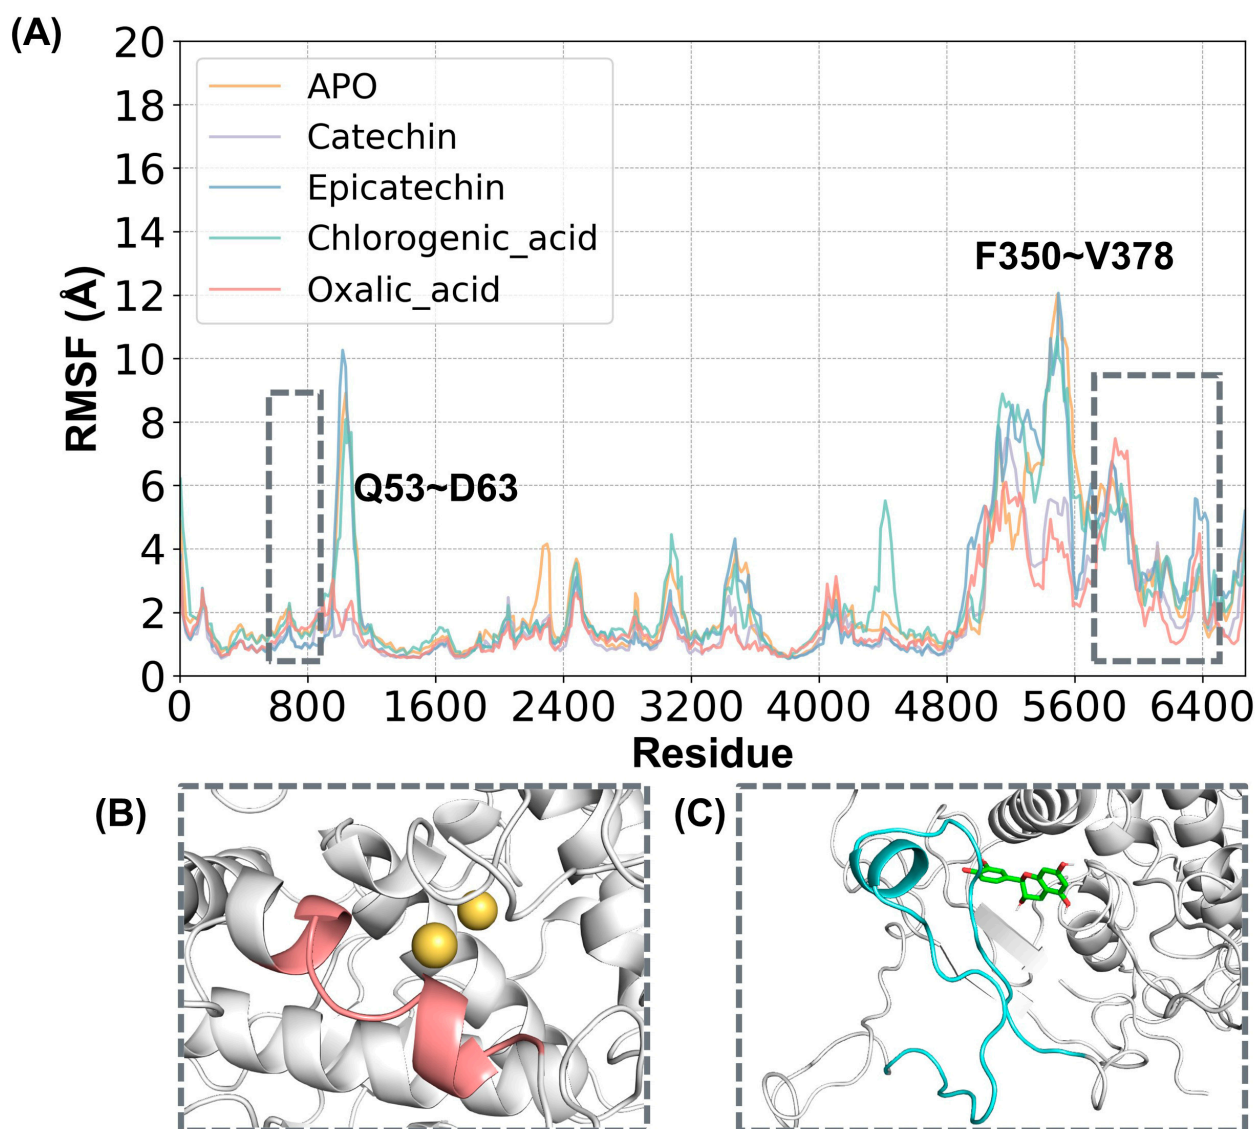 (A)
20
18
16
14
12
10
8
6
4
2
0
RMSF (Å)
APO
Catechin
Epicatechin
Chlorogenic_acid
Oxalic_acid
F350~V378
Q53~D63
0 800 1600 2400 3200 4000 4800 5600 6400
Residue
(B)
(C)